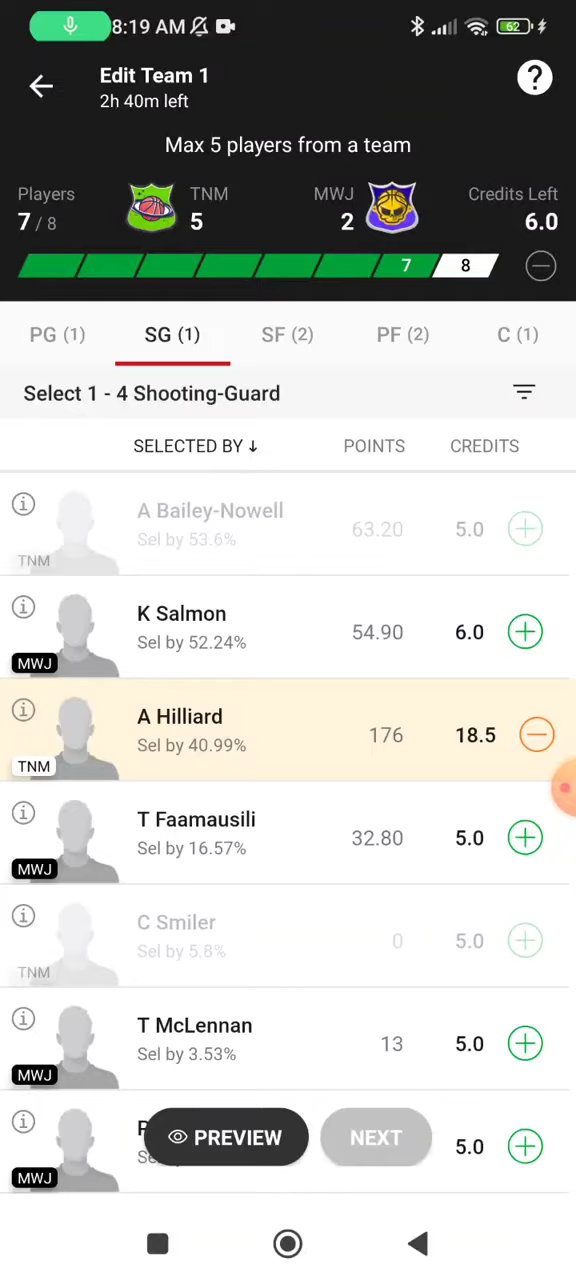 8:19 AM
62
Edit Team 1
2h 40m left
?
Max 5 players from a team
Players
7 / 8
TNM
5
MWJ
2
Credits Left
6.0
7
8
PG (1)
SG (1)
SF (2)
PF (2)
C (1)
Select 1 - 4 Shooting-Guard
SELECTED BY ↓
POINTS
CREDITS
A Bailey-Nowell
Sel by 53.6%
63.20
5.0
TNM
K Salmon
Sel by 52.24%
54.90
6.0
MWJ
A Hilliard
Sel by 40.99%
176
18.5
TNM
T Faamausili
Sel by 16.57%
32.80
5.0
MWJ
C Smiler
Sel by 5.8%
0
5.0
TNM
T McLennan
Sel by 3.53%
13
5.0
MWJ
5.0
MWJ
PREVIEW
NEXT